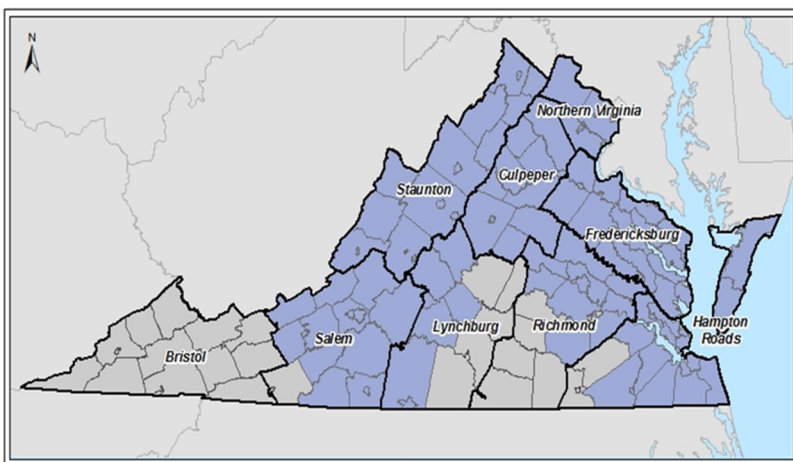 N
Northern Virginia
Culpeper
Staunton
Fredericksburg
Hampton
Roads
Richmond
Lynchburg
Salem
Bristol